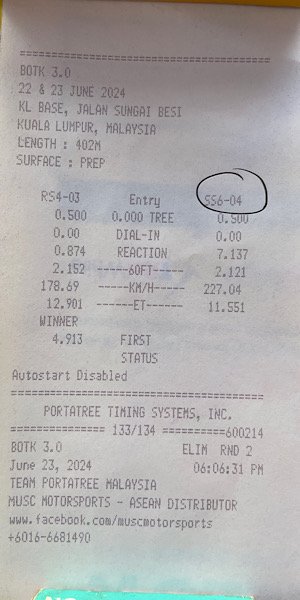 ======================================
BOTK 3.0
22 & 23 JUNE 2024
KL BASE, JALAN SUNGAI BESI
KUALA LUMPUR, MALAYSIA
LENGTH : 402M
SURFACE : PREP
RS4-03 Entry SS6-04
0.500 0.000 TREE 0.500
0.00 DIAL-IN 0.00
0.874 REACTION 7.137
2.152 ------60FT------ 2.121
178.69 ------KM/H------ 227.04
12.901 -------ET------- 11.551
WINNER
4.913 FIRST
STATUS
Autostart Disabled
======================================
PORTATREE TIMING SYSTEMS, INC.
=============== 133/134 ==========600214
BOTK 3.0 ELIM RND 2
June 23, 2024 06:06:31 PM
TEAM PORTATREE MALAYSIA
MUSC MOTORSPORTS - ASEAN DISTRIBUTOR
www.facebook.com/muscmotorsports
+6016-6681490